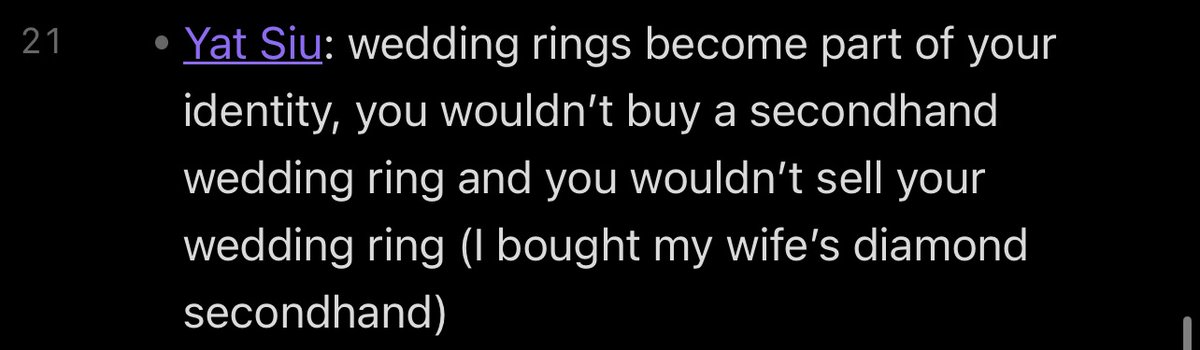 21 • Yat Siu: wedding rings become part of your
identity, you wouldn’t buy a secondhand
wedding ring and you wouldn’t sell your
wedding ring (I bought my wife’s diamond
secondhand)